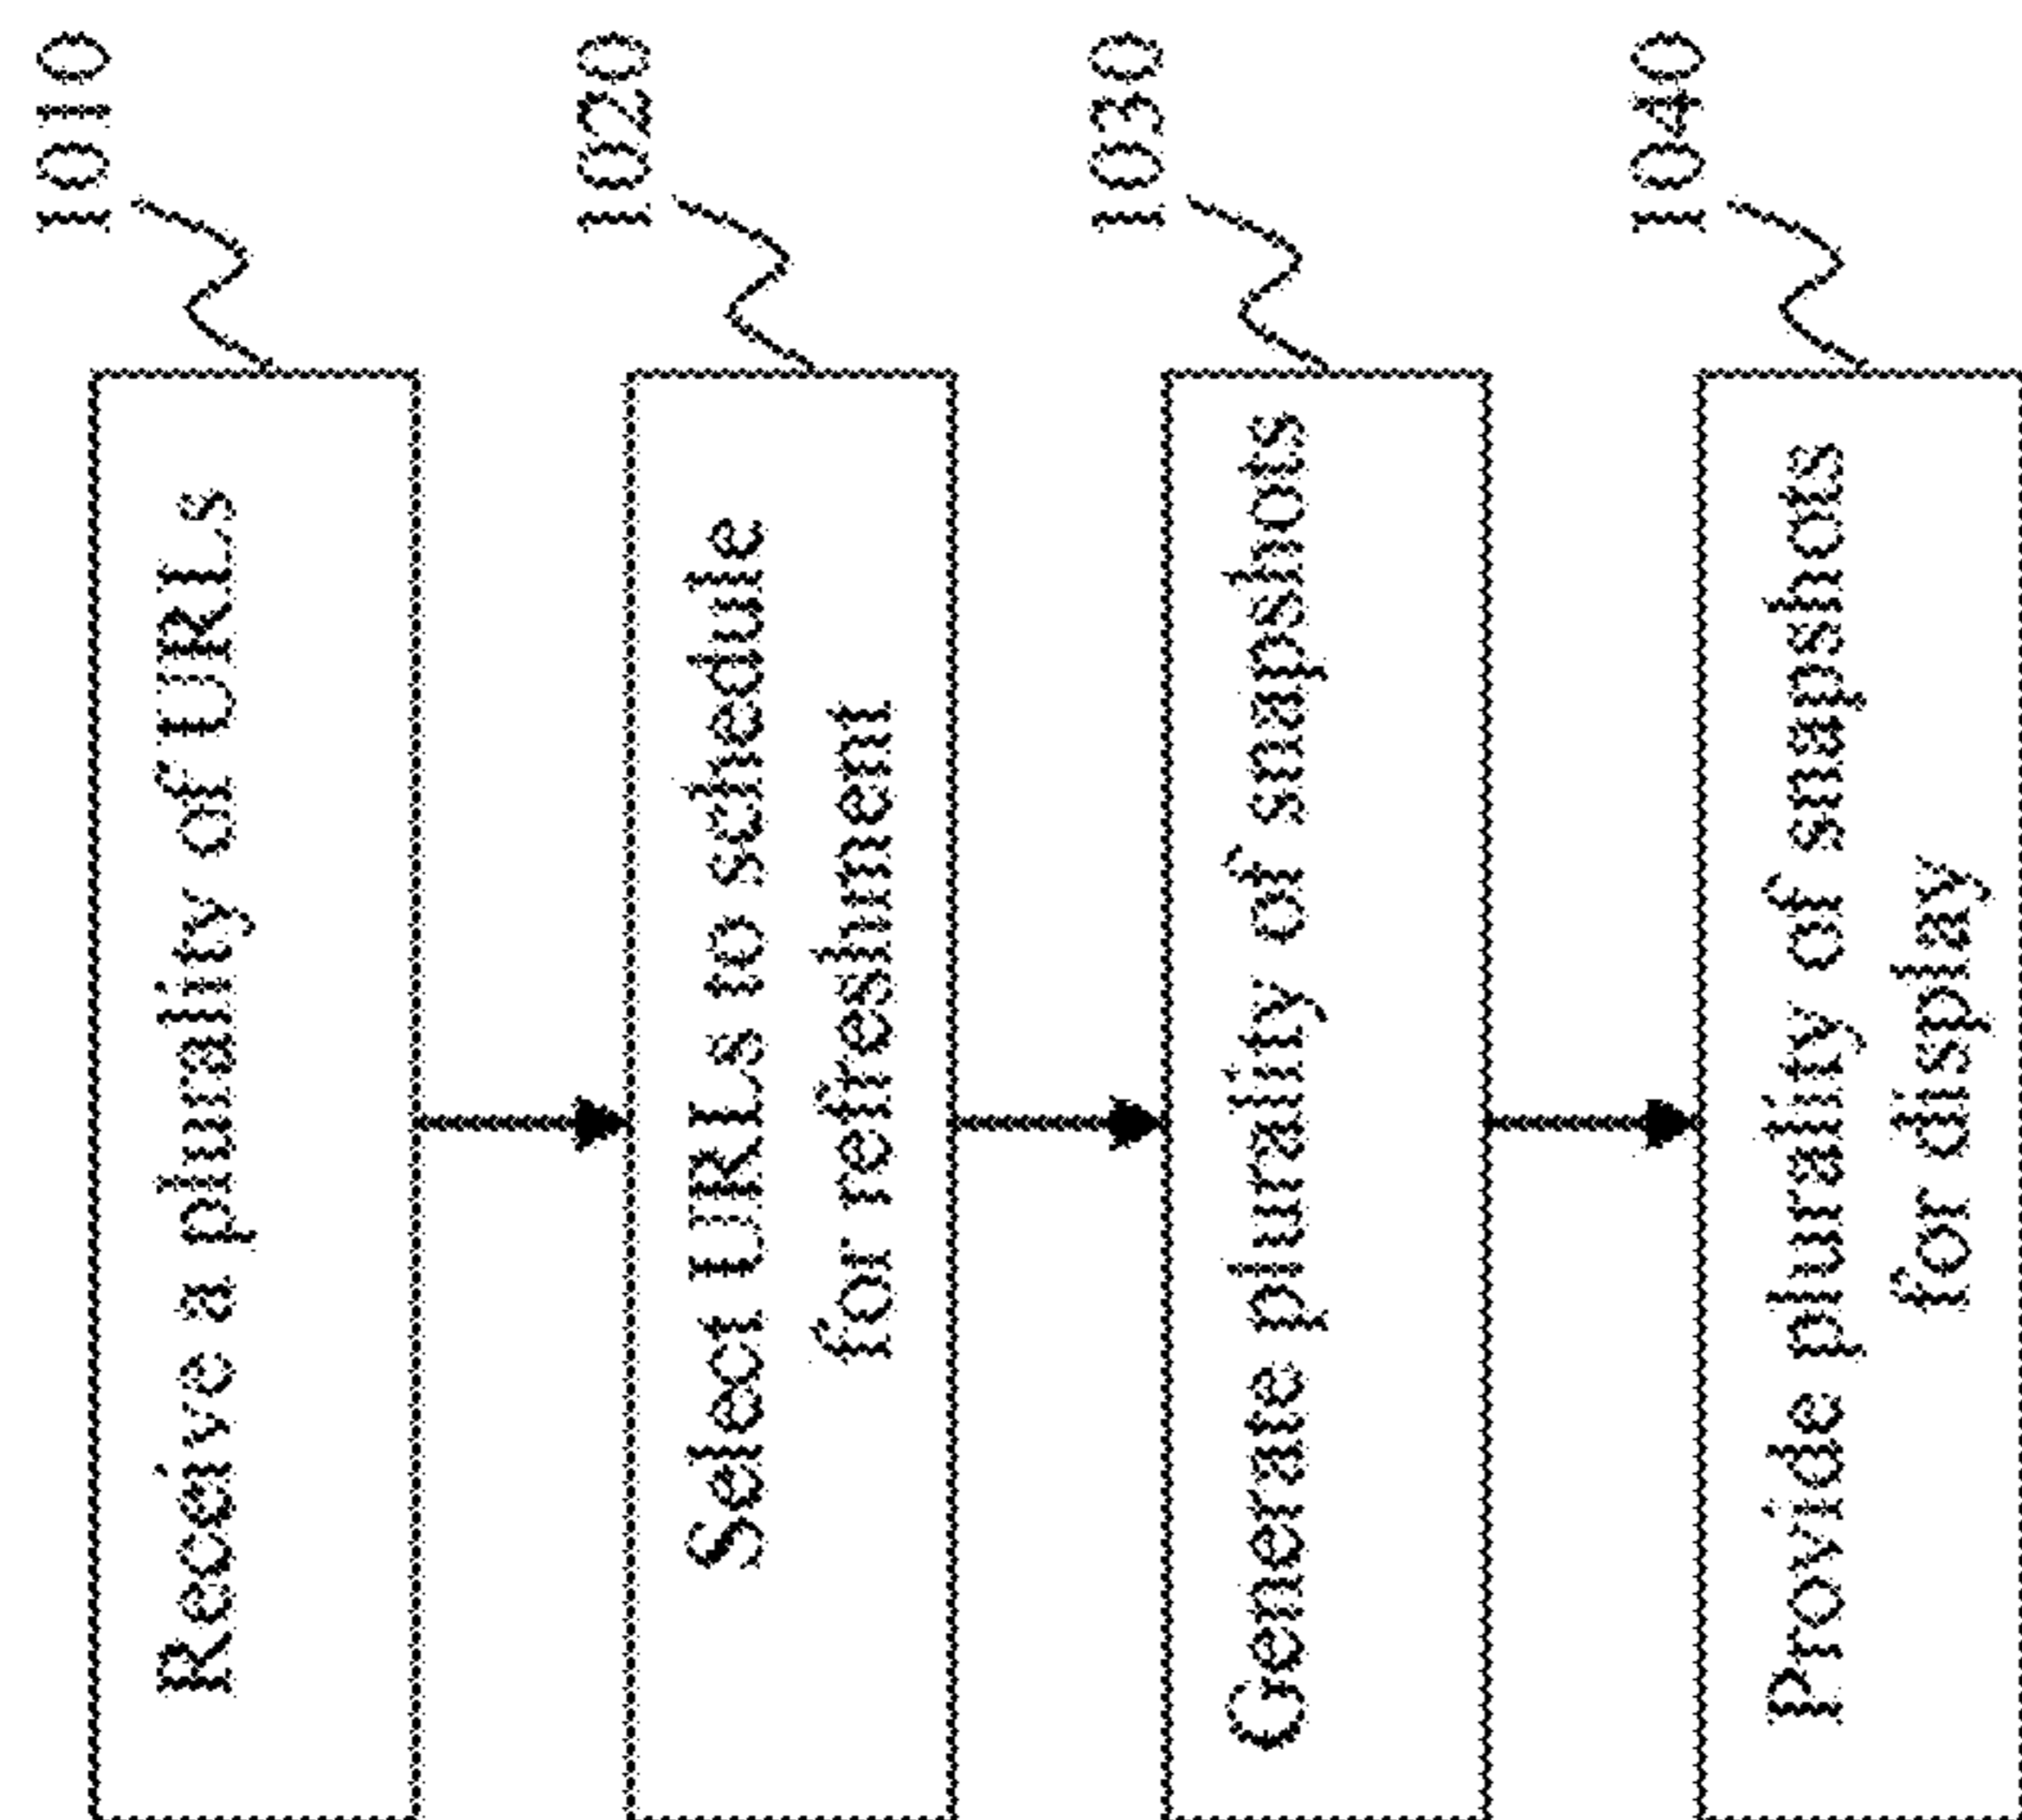 Receive a plurality of URLs
1010
Select URLs to schedule
for refreshment
1020
Generate plurality of snapshots
1030
Provide plurality of snapshots
for display
1040